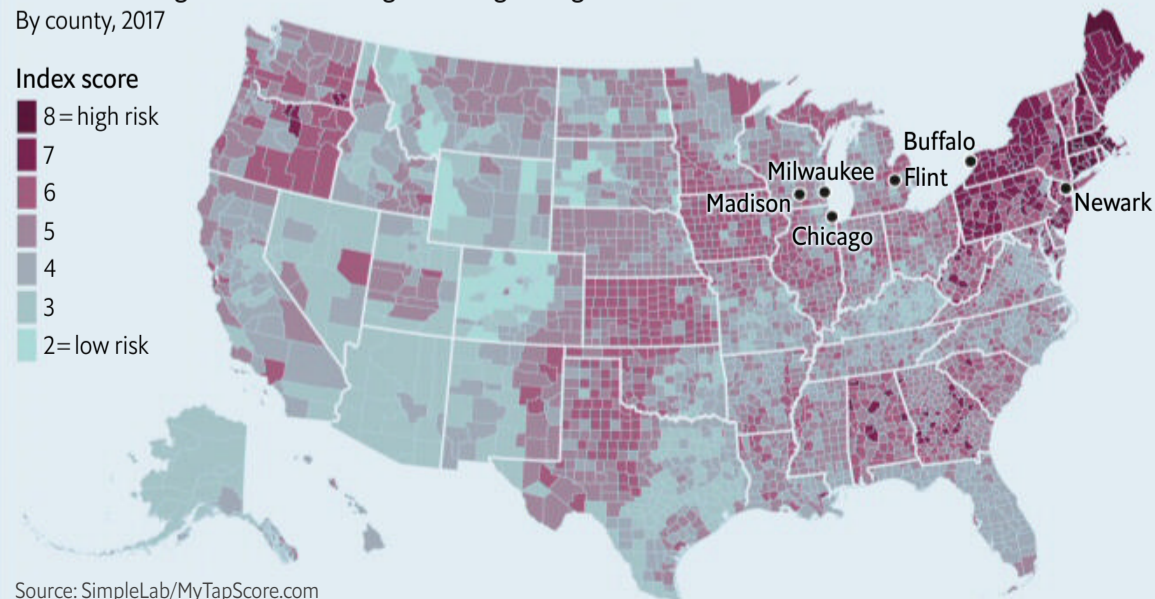 By county, 2017
Index score
8 = high risk
7
6
5
4
3
2 = low risk
Buffalo
Milwaukee
Flint
Madison
Newark
Chicago
Source: SimpleLab/MyTapScore.com